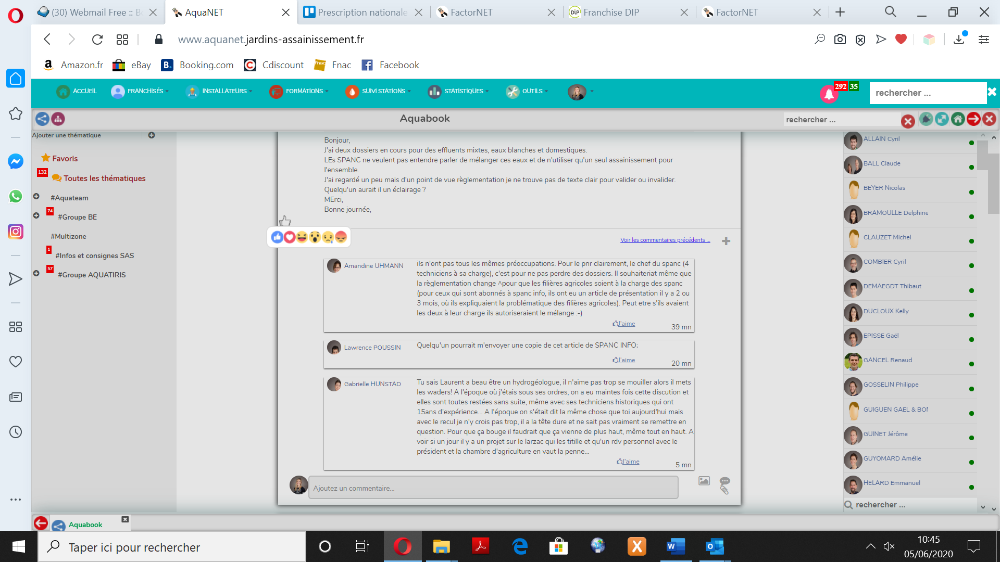 (30) Webmail Free :: Bo
AquaNET
Prescription nationale
FactorNET
Franchise DIP
FactorNET
www.aquanet.jardins-assainissement.fr
Amazon.fr
eBay
Booking.com
Cdiscount
Fnac
Facebook
ACCUEIL
FRANCHISÉS
INSTALLATEURS
FORMATIONS
SUIVI STATIONS
STATISTIQUES
OUTILS
292 35
rechercher ...
Aquabook
rechercher ...
Ajouter une thématique
Favoris
132
Toutes les thématiques
#Aquateam
74
#Groupe BE
#Multizone
1
#Infos et consignes SAS
57
#Groupe AQUATIRIS
Bonjour,
J'ai deux dossiers en cours pour des effluents mixtes, eaux blanches et domestiques.
LEs SPANC ne veulent pas entendre parler de mélanger ces eaux et de n'utiliser qu'un seul assainissement pour
l'ensemble.
J'ai regardé un peu mais d'un point de vue règlementation je ne trouve pas de texte clair pour valider ou invalider.
Quelqu'un aurait il un éclairage ?
MErci,
Bonne journée,
Voir les commentaires précédents ...
Amandine UHMANN
ils n'ont pas tous les mêmes préoccupations. Pour le pnr clairement, le chef du spanc (4
techniciens à sa charge), c'est pour ne pas perdre des dossiers. Il souhaiteriat même que
la règlementation change ^pour que les filières agricoles soient à la charge des spanc
(pour ceux qui sont abonnés à spanc info, ils ont eu un article de présentation il y a 2 ou
3 mois, où ils expliquaient la problématique des filières agricoles). Peut etre s'ils avaient
les deux à leur charge ils autoriseraient le mélange :-)
J'aime
39 mn
Lawrence POUSSIN
Quelqu'un pourrait m'envoyer une copie de cet article de SPANC INFO;
J'aime
20 mn
Gabrielle HUNSTAD
Tu sais Laurent a beau être un hydrogéologue, il n'aime pas trop se mouiller alors il mets
les waders! A l'époque où j'étais sous ses ordres, on a eu maintes fois cette discution et
elles sont toutes restées sans suite, même avec ses techniciens historiques qui ont
15ans d'expérience... A l'époque on s'était dit la même chose que toi aujourd'hui mais
avec le recul je n'y crois pas trop, il a la tête dure et ne sait pas vraiment se remettre en
question. Pour que ça bouge il faudrait que ça vienne de plus haut, même tout en haut. A
voir si un jour il y a un projet sur le larzac qui les titille et qu'un rdv personnel avec le
président et la chambre d'agriculture en vaut la penne...
J'aime
5 mn
Ajoutez un commentaire...
ALLAIN Cyril
BALL Claude
BEYER Nicolas
BRAMOULLE Delphine
CLAUZET Michel
COMBIER Cyril
DEMAEGDT Thibaut
DUCLOUX Kelly
EPISSE Gaël
GANCEL Renaud
GOSSELIN Philippe
GUIGUEN GAEL & BON
GUINET Jérôme
GUYOMARD Amélie
HELARD Emmanuel
rechercher ...
Aquabook
Taper ici pour rechercher
10:45
05/06/2020